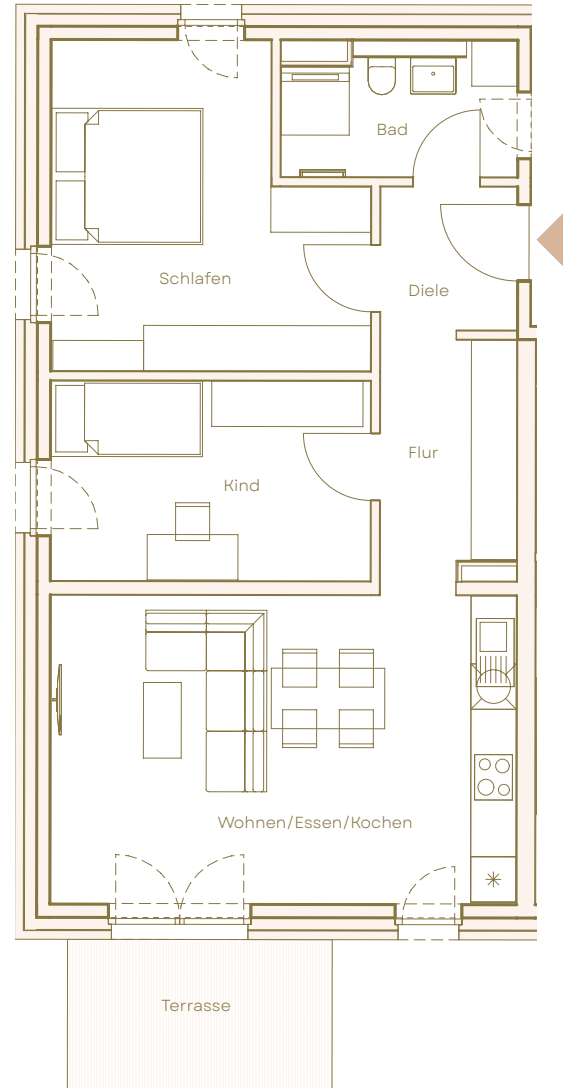 Bad
Schlafen
Diele
Flur
Kind
Wohnen/Essen/Kochen
Terrasse